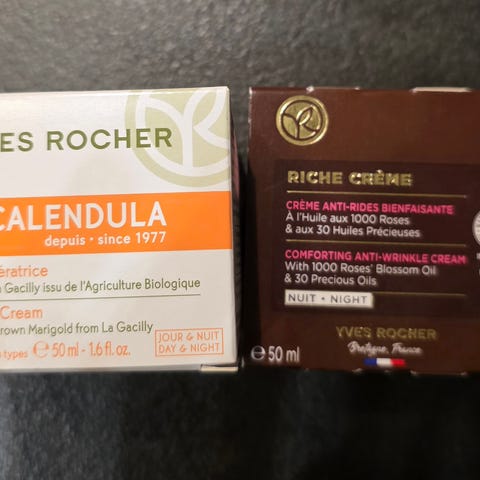 ES ROCHER
CALENDULA
depuis • since 1977
ératrice
Gacilly issu de l'Agriculture Biologique
Cream
rown Marigold from La Gacilly
types e 50 ml - 1.6 fl. oz.
JOUR & NUIT
DAY & NIGHT
RICHE CRÈME
CRÈME ANTI-RIDES BIENFAISANTE
À l'Huile aux 1000 Roses
& aux 30 Huiles Précieuses
COMFORTING ANTI-WRINKLE CREAM
With 1000 Roses' Blossom Oil
& 30 Precious Oils
NUIT • NIGHT
YVES ROCHER
Bretagne, France
e 50 ml